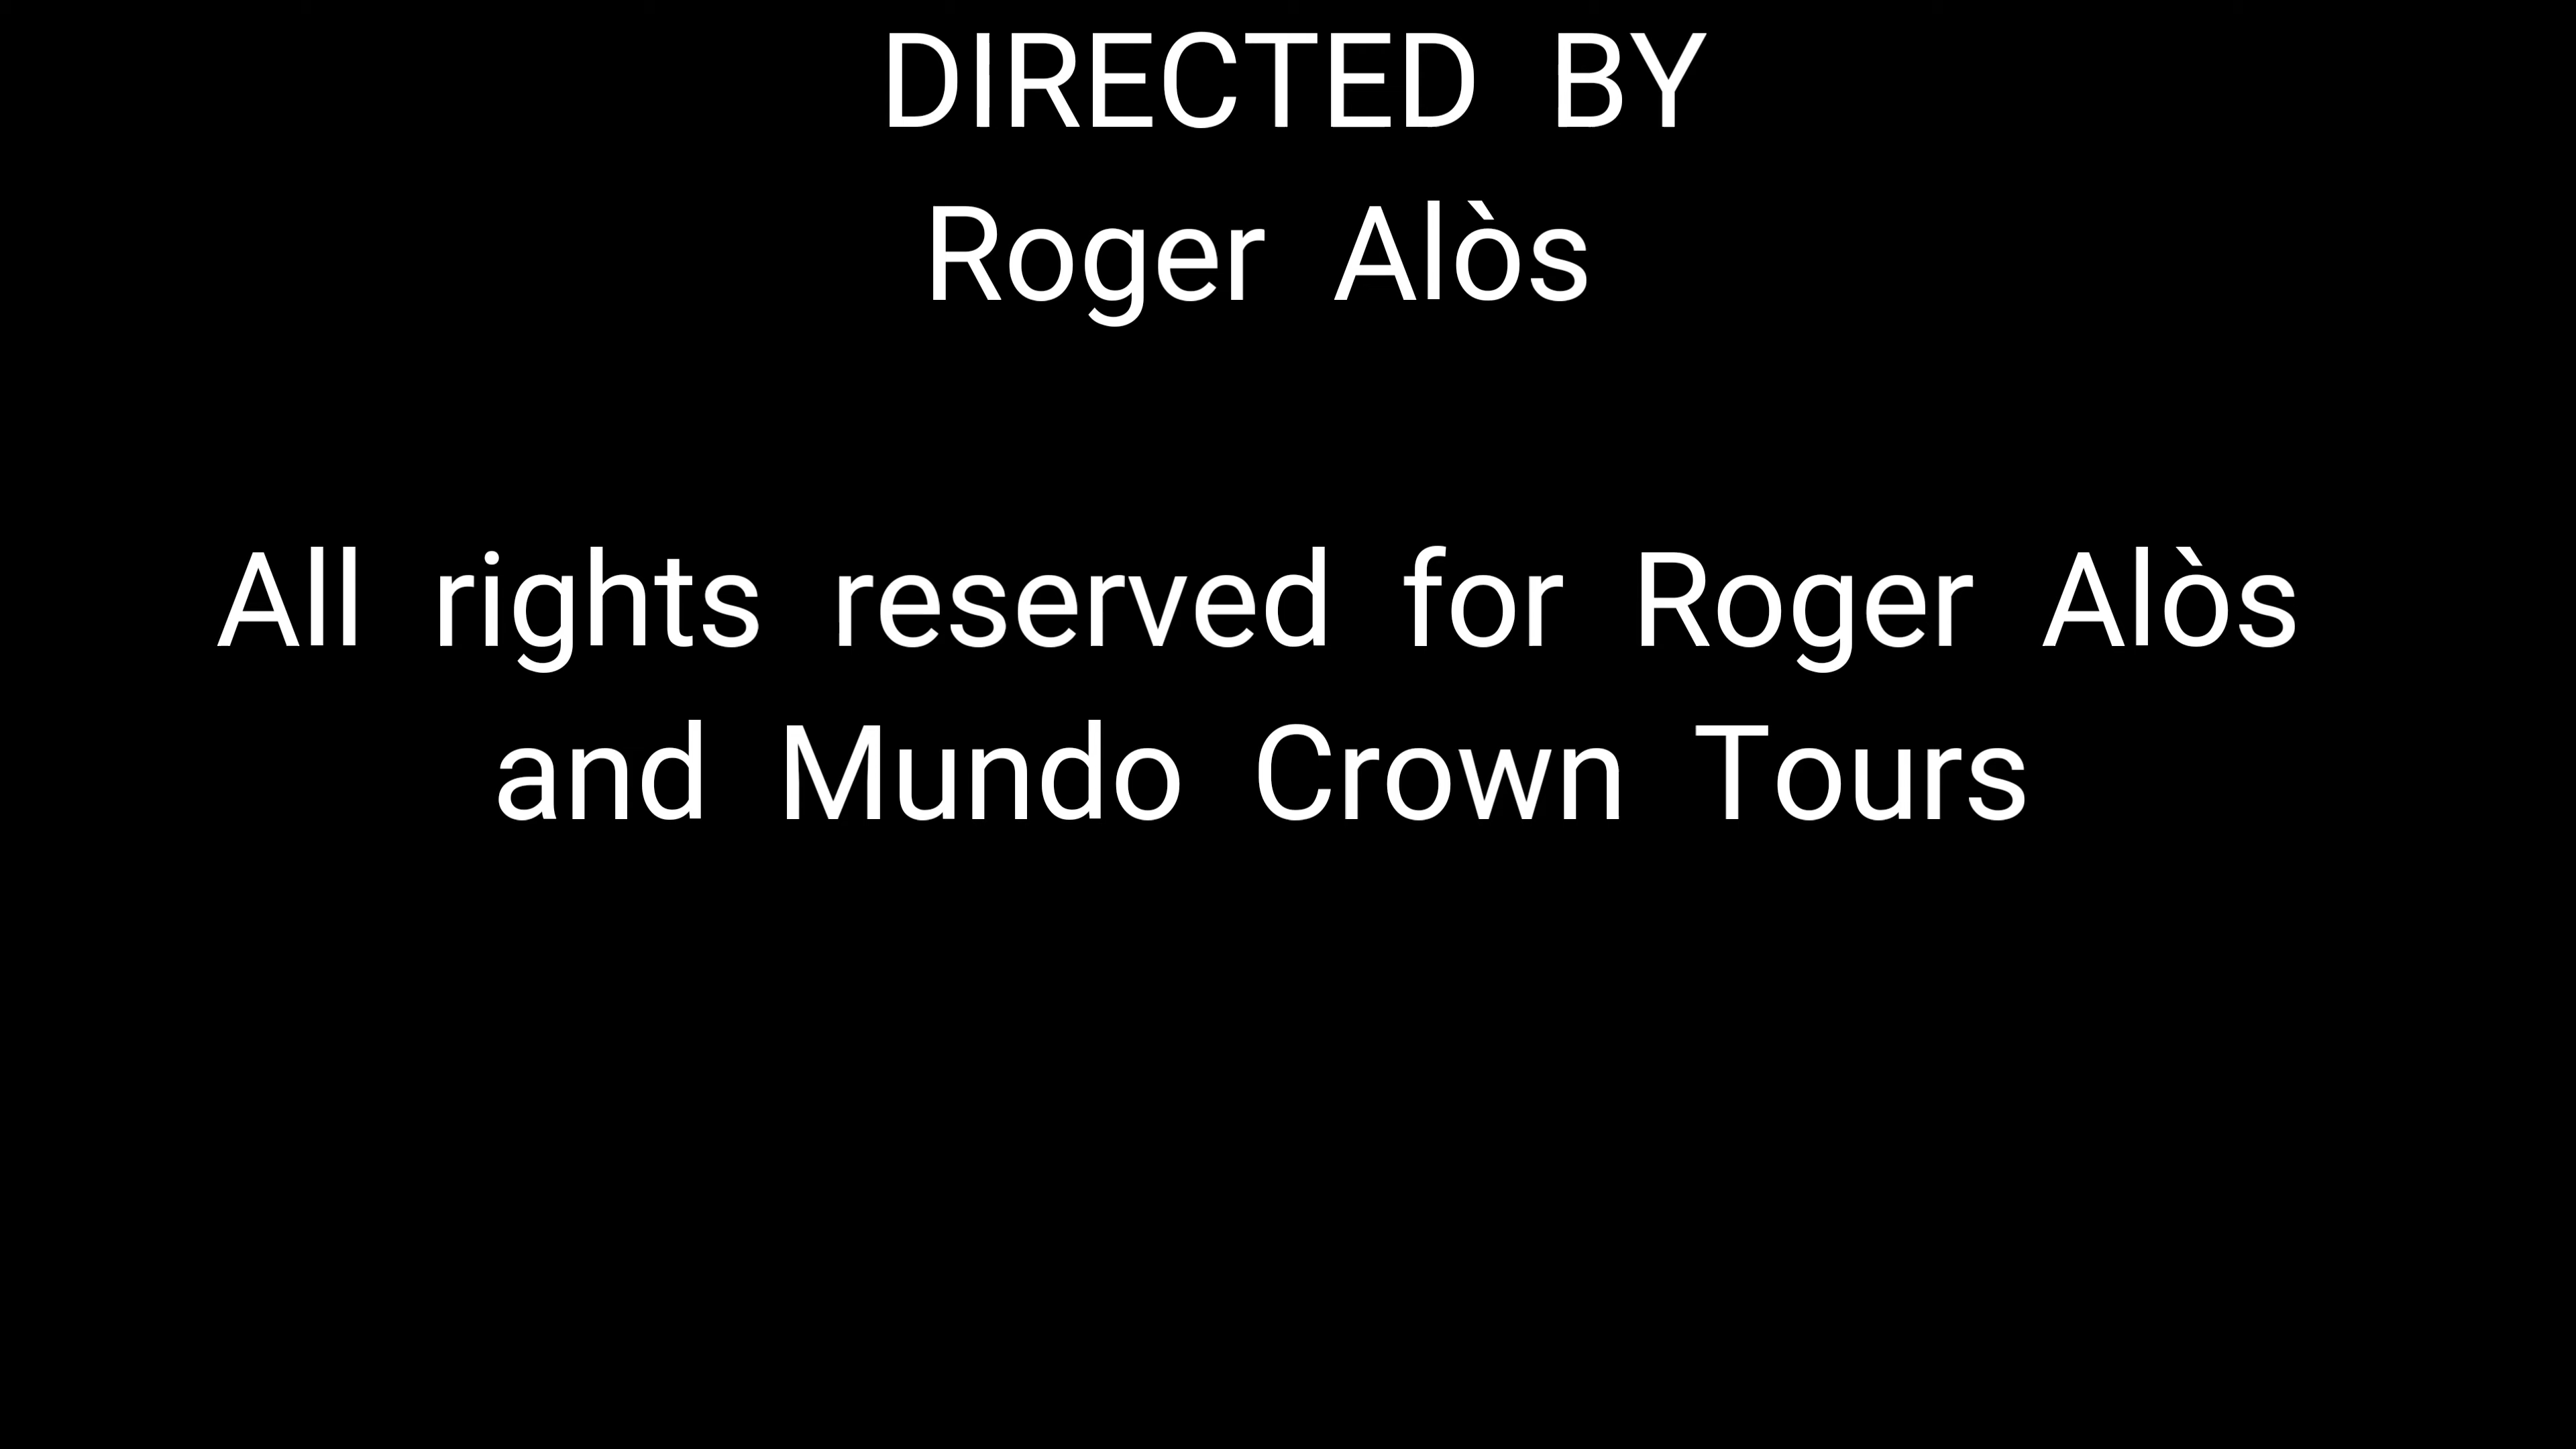 DIRECTED BY
Roger Alòs
All rights reserved for Roger Alòs
and Mundo Crown Tours